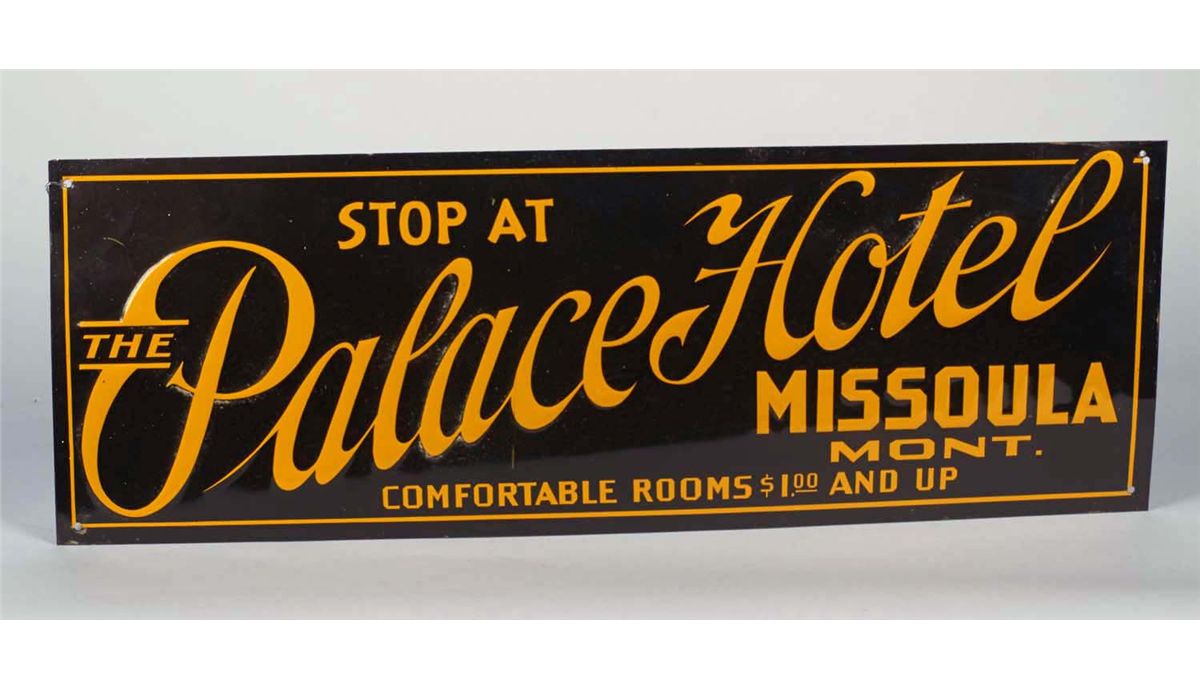 STOP AT
THE Palace Hotel
MISSOULA
MONT.
COMFORTABLE ROOMS $1.00 AND UP